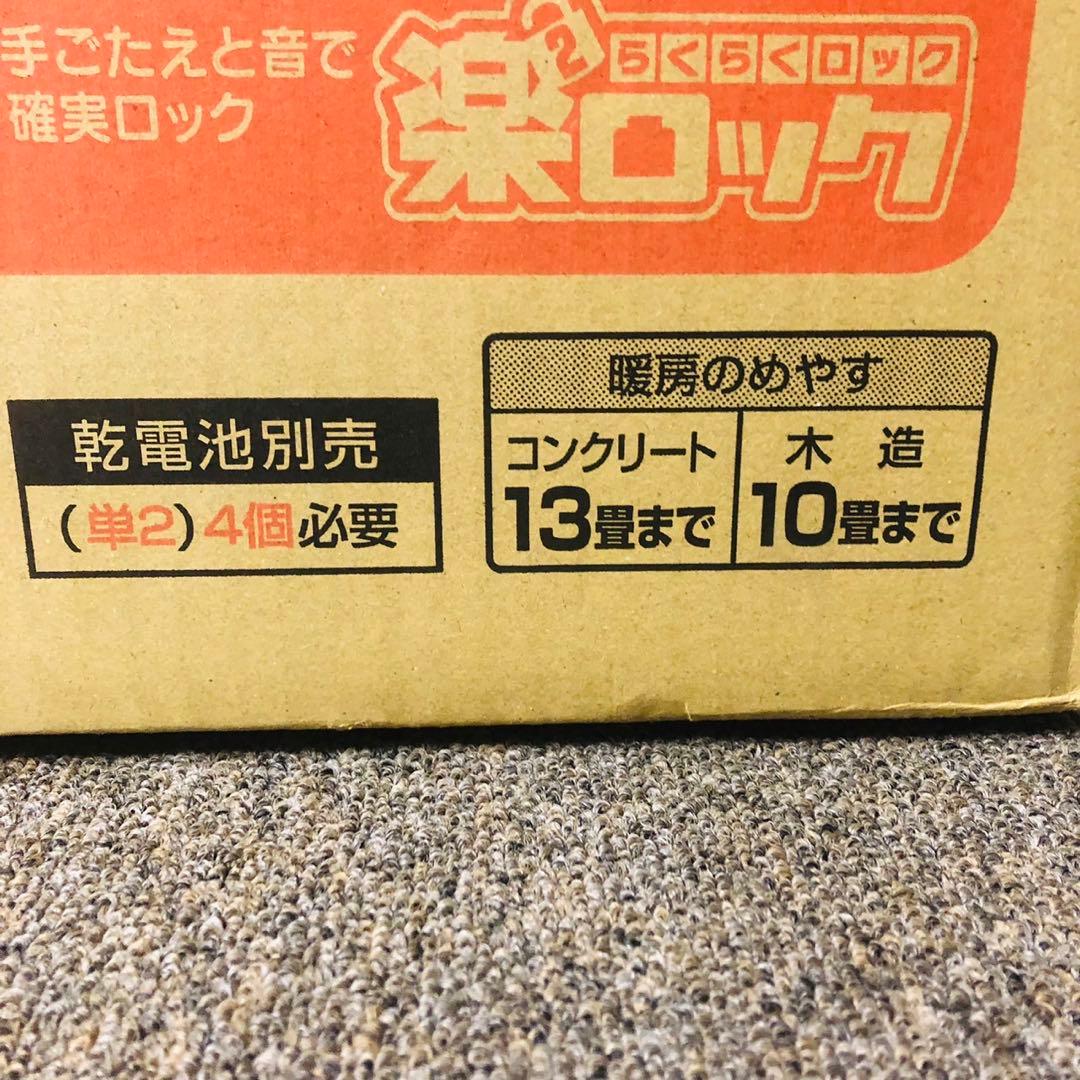 手ごたえと音で
確実ロック
2
らくらくロック
楽ロック
乾電池別売
(単2)4個必要
暖房のめやす
コンクリート
13畳まで
木造
10畳まで